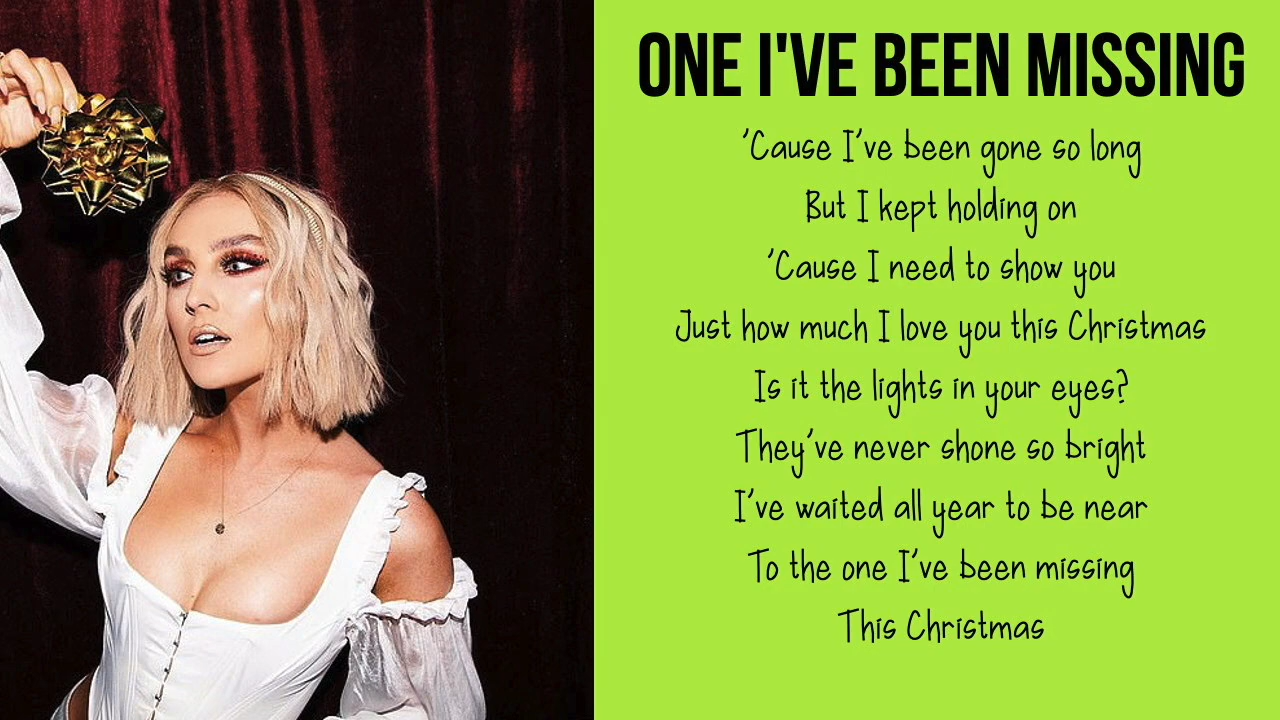 ONE I'VE BEEN MISSING
'Cause I've been gone so long
But I kept holding on
'Cause I need to show you
Just how much I love you this Christmas
Is it the lights in your eyes?
They've never shone so bright
I've waited all year to be near
To the one I've been missing
This Christmas